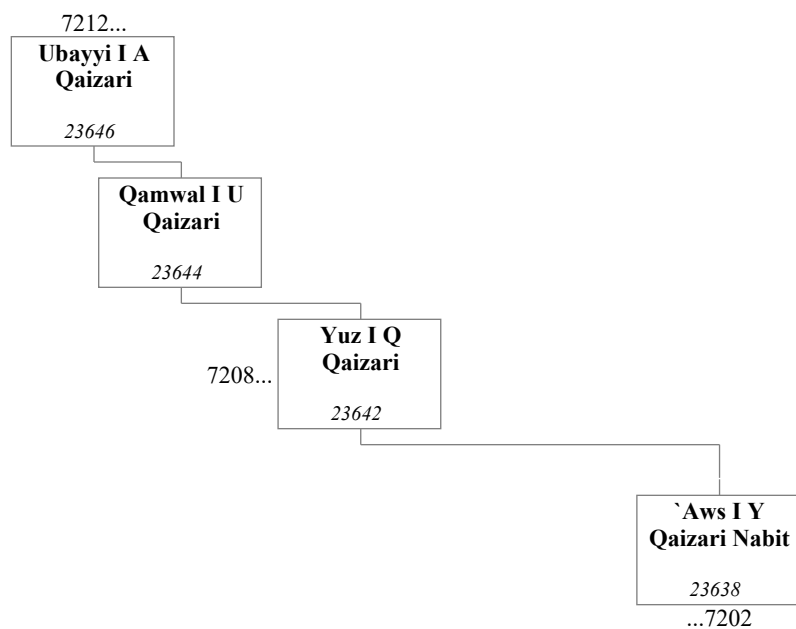 7212...
Ubayyi I A
Qaizari
23646
Qamwal I U
Qaizari
23644
Yuz I Q
Qaizari
7208...
23642
`Aws I Y
Qaizari Nabit
23638
...7202